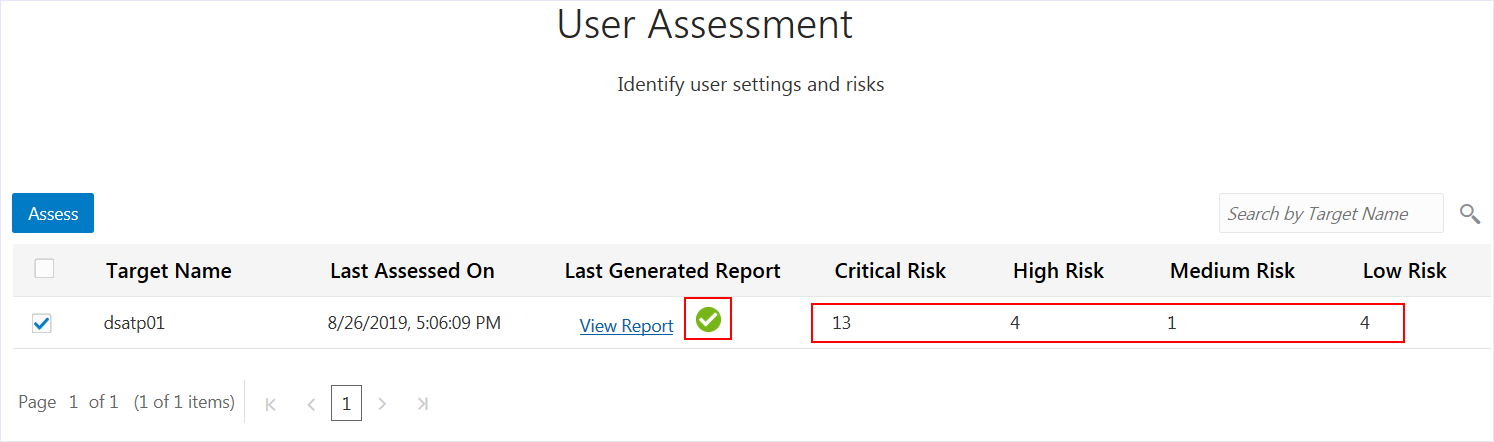 User Assessment
Identify user settings and risks
Assess
Search by Target Name
Target Name Last Assessed On Last Generated Report Critical Risk High Risk Medium Risk Low Risk
dsatp01 8/26/2019, 5:06:09 PM View Report 13 4 1 4
Page 1 of 1 (1 of 1 items) 1